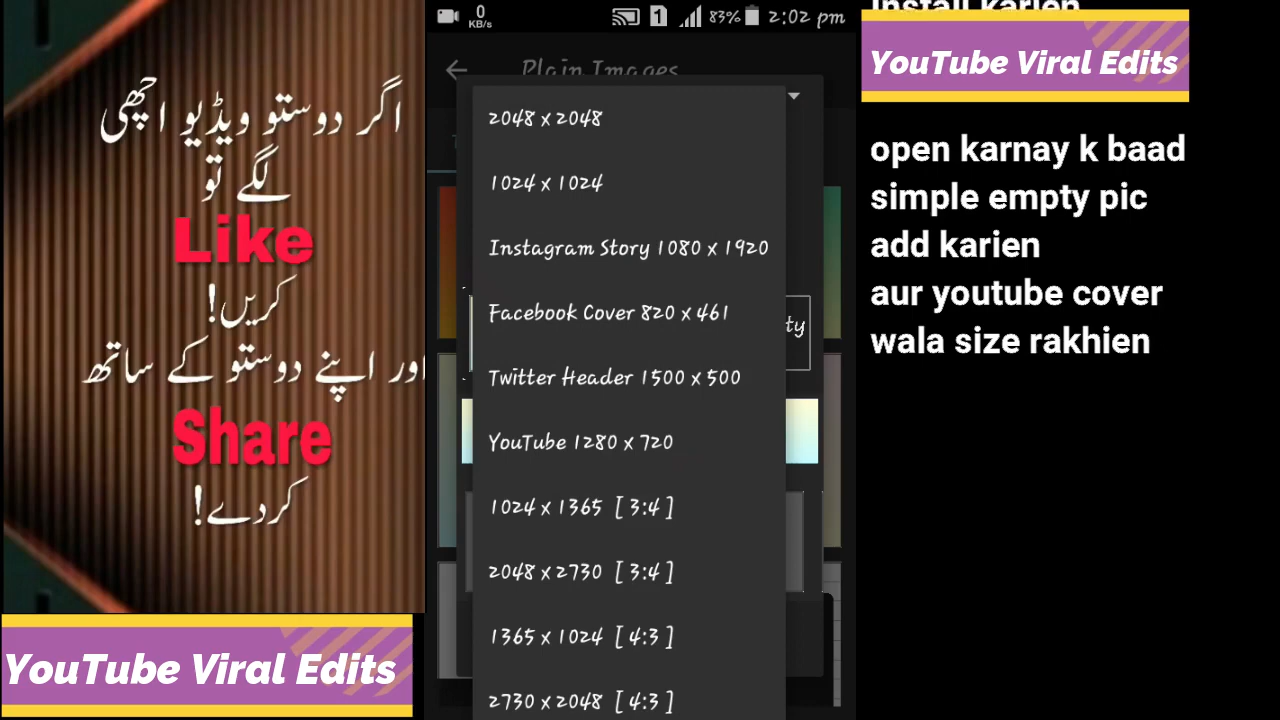 اگر دوستو ویڈیو اچھی
لگے تو
Like
کریں!
اور اپنے دوستو کے ساتھ
Share
کردے!
YouTube Viral Edits
0
KB/s
1
83%
2:02 pm
Plain Images
2048 x 2048
1024 x 1024
Instagram Story 1080 x 1920
Facebook Cover 820 x 461
Twitter Header 1500 x 500
YouTube 1280 x 720
1024 x 1365 [ 3:4 ]
2048 x 2730 [ 3:4 ]
1365 x 1024 [ 4:3 ]
2730 x 2048 [ 4:3 ]
ty
install karien
YouTube Viral Edits
open karnay k baad
simple empty pic
add karien
aur youtube cover
wala size rakhien